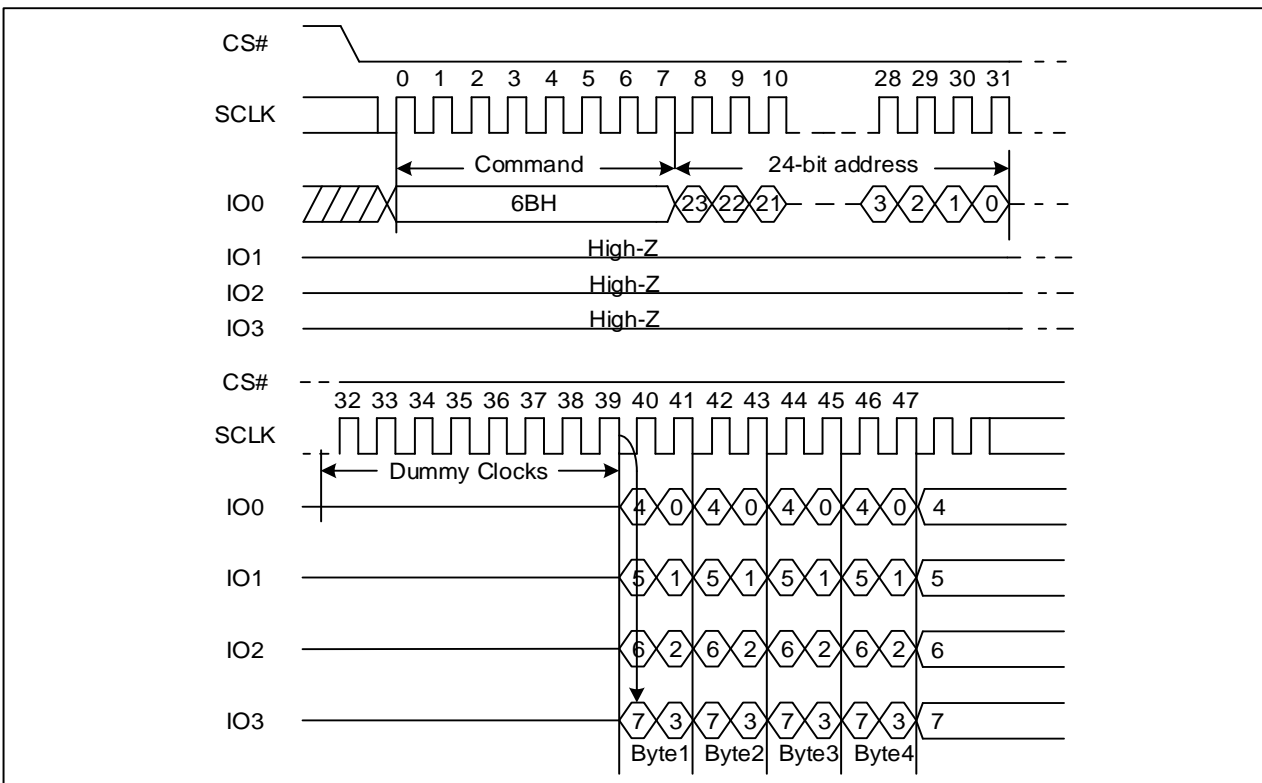 CS#
0 1 2 3 4 5 6 7 8 9 10 28 29 30 31
SCLK
Command 24-bit address
IO0 6BH 23 22 21 3 2 1 0
IO1 High-Z
IO2 High-Z
IO3 High-Z
CS#
32 33 34 35 36 37 38 39 40 41 42 43 44 45 46 47
SCLK
Dummy Clocks
IO0 4 0 4 0 4 0 4 0 4
IO1 5 1 5 1 5 1 5 1 5
IO2 6 2 6 2 6 2 6 2 6
IO3 7 3 7 3 7 3 7 3 7
Byte1 Byte2 Byte3 Byte4